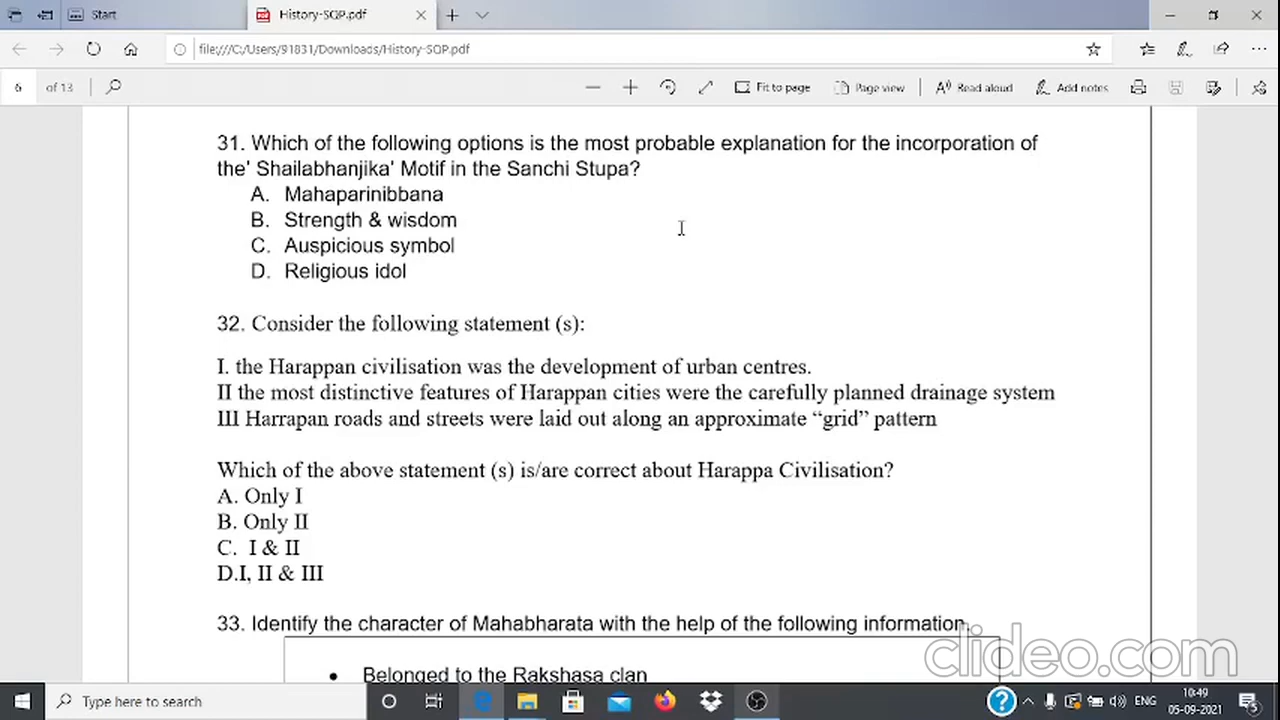 Start
History-SQP.pdf
file:///C:/Users/91831/Downloads/History-SQP.pdf
6 of 13
Fit to page
Page view
Read aloud
Add notes
31. Which of the following options is the most probable explanation for the incorporation of
the' Shailabhanjika' Motif in the Sanchi Stupa?
A. Mahaparinibbana
B. Strength & wisdom
C. Auspicious symbol
D. Religious idol
32. Consider the following statement (s):
I. the Harappan civilisation was the development of urban centres.
II the most distinctive features of Harappan cities were the carefully planned drainage system
III Harrapan roads and streets were laid out along an approximate “grid” pattern
Which of the above statement (s) is/are correct about Harappa Civilisation?
A. Only I
B. Only II
C. I & II
D.I, II & III
33. Identify the character of Mahabharata with the help of the following information.
• Belonged to the Rakshasa clan
clideo.com
Type here to search
ENG
10:49
05-09-2021
5